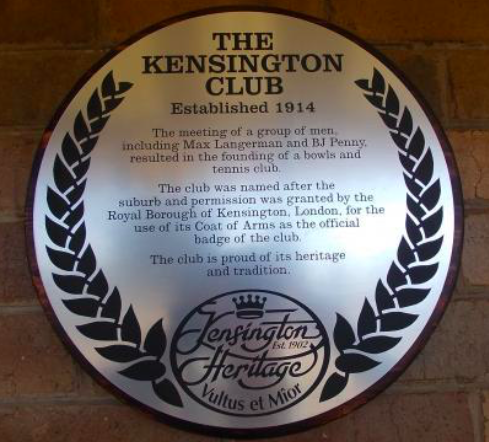 THE
KENSINGTON
CLUB
Established 1914
The meeting of a group of men,
including Max Langerman and BJ Penny,
resulted in the founding of a bowls and
tennis club.
The club was named after the
suburb and permission was granted by the
Royal Borough of Kensington, London, for the
use of its Coat of Arms as the official
badge of the club.
The club is proud of its heritage
and tradition.
Kensington
Est. 1902
Heritage
Vultus et Mior